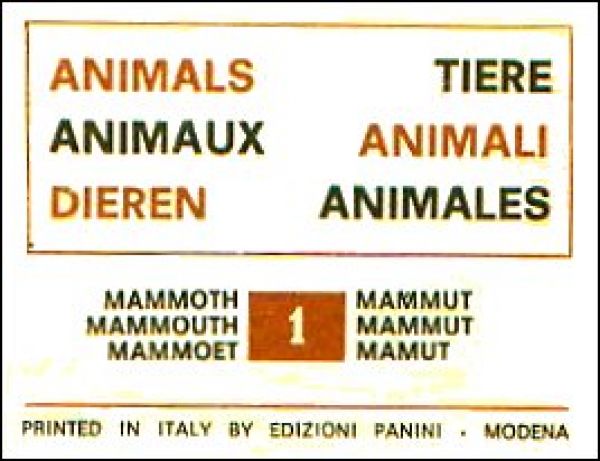 ANIMALS TIERE
ANIMAUX ANIMALI
DIEREN ANIMALES
MAMMOTH 1 MAMMUT
MAMMOUTH MAMMUT
MAMMOET MAMUT
PRINTED IN ITALY BY EDIZIONI PANINI - MODENA